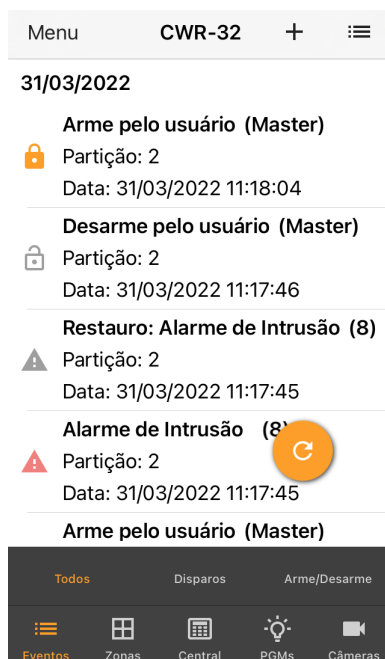 Menu CWR-32 +
31/03/2022
Arme pelo usuário (Master)
Partição: 2
Data: 31/03/2022 11:18:04
Desarme pelo usuário (Master)
Partição: 2
Data: 31/03/2022 11:17:46
Restauro: Alarme de Intrusão (8)
Partição: 2
Data: 31/03/2022 11:17:45
Alarme de Intrusão (8)
Partição: 2
Data: 31/03/2022 11:17:45
Arme pelo usuário (Master)
Todos Disparos Arme/Desarme
Eventos Zonas Central PGMs Câmeras